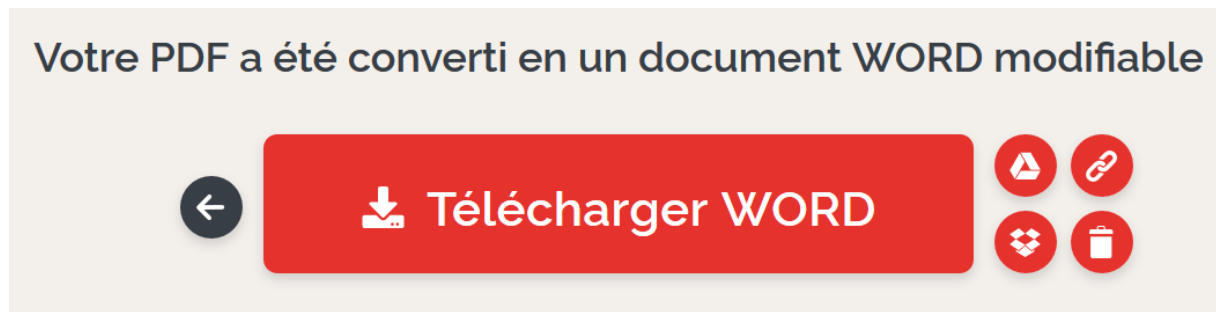 Votre PDF a été converti en un document WORD modifiable
Télécharger WORD